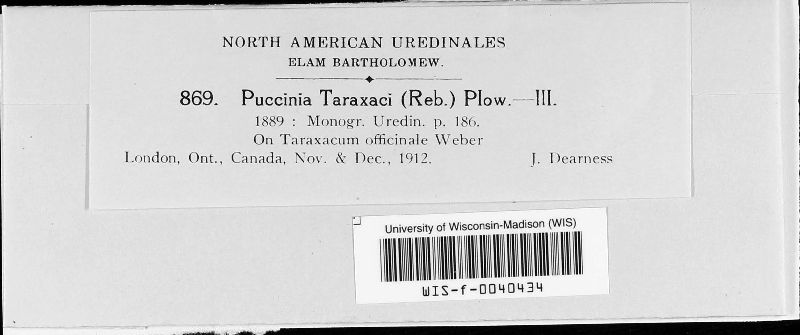 NORTH AMERICAN UREDINALES
ELAM BARTHOLOMEW.
869. Puccinia Taraxaci (Reb.) Plow.—III.
1889 : Monogr. Uredin. p. 186.
On Taraxacum officinale Weber
London, Ont., Canada, Nov. & Dec., 1912. J. Dearness
University of Wisconsin-Madison (WIS)
WIS-f-0040434